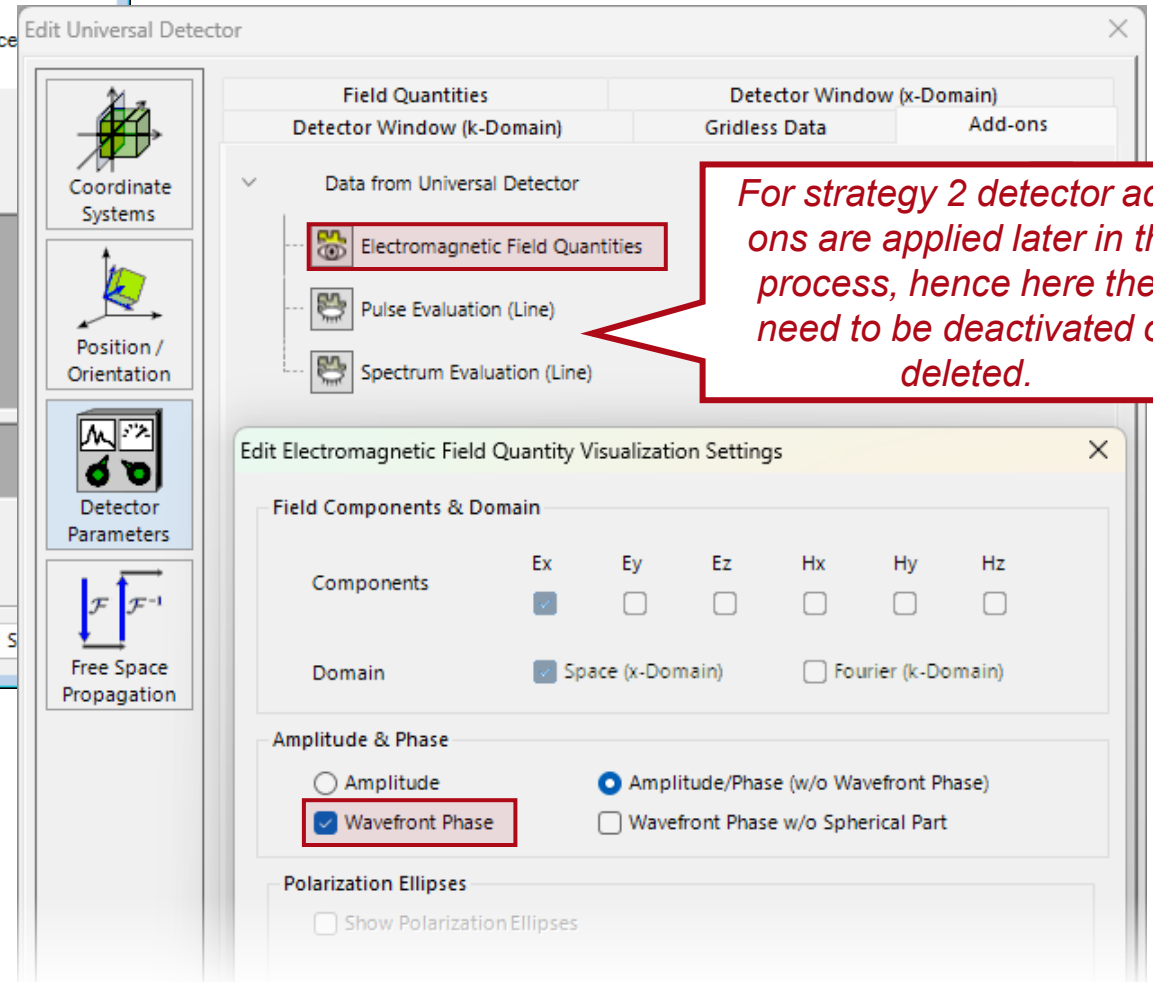 ce
Edit Universal Detector
Coordinate
Systems
Position /
Orientation
Detector
Parameters
Free Space
Propagation
S
Field Quantities
Detector Window (x-Domain)
Detector Window (k-Domain)
Gridless Data
Add-ons
Data from Universal Detector
Electromagnetic Field Quantities
Pulse Evaluation (Line)
Spectrum Evaluation (Line)
For strategy 2 detector
ons are applied later in
process, hence here
need to be deactivated
deleted.
Edit Electromagnetic Field Quantity Visualization Settings
Field Components & Domain
Ex Ey Ez Hx Hy Hz
Components
Domain Space (x-Domain) Fourier (k-Domain)
Amplitude & Phase
Amplitude Amplitude/Phase (w/o Wavefront Phase)
Wavefront Phase Wavefront Phase w/o Spherical Part
Polarization Ellipses
Show Polarization Ellipses
F F⁻¹